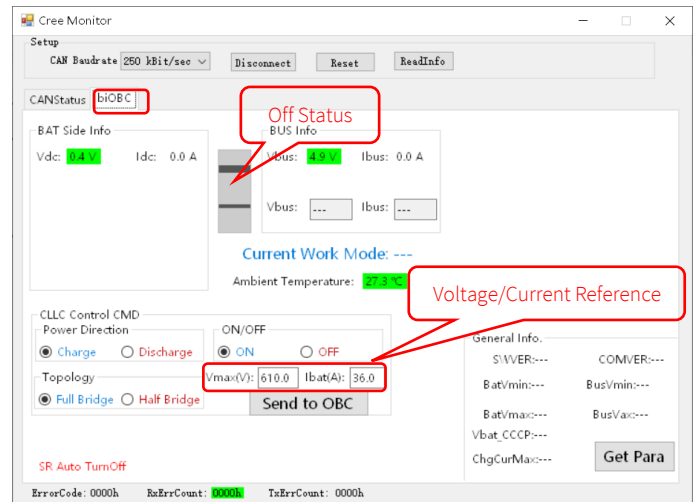 Cree Monitor
Setup
CAN Baudrate 250 kBit/sec Disconnect Reset ReadInfo
CANStatus biOBC
Off Status
BAT Side Info BUS Info
Vdc: 0.4 V Idc: 0.0 A Vbus: 4.9 V Ibus: 0.0 A
Vbus: --- Ibus: ---
Current Work Mode: ---
Ambient Temperature: 27.3 ℃
Voltage/Current Reference
CLLC Control CMD
Power Direction ON/OFF General Info.
Charge Discharge ON OFF SWVER:--- COMVER:---
Topology Vmax(V): 610.0 Ibat(A): 36.0 BatVmin:--- BusVmin:---
Full Bridge Half Bridge Send to OBC
BatVmax:--- BusVax:---
Vbat_CCCP:---
SR Auto TurnOff ChgCurMax:--- Get Para
ErrorCode: 0000h RxErrCount: 0000h TxErrCount: 0000h